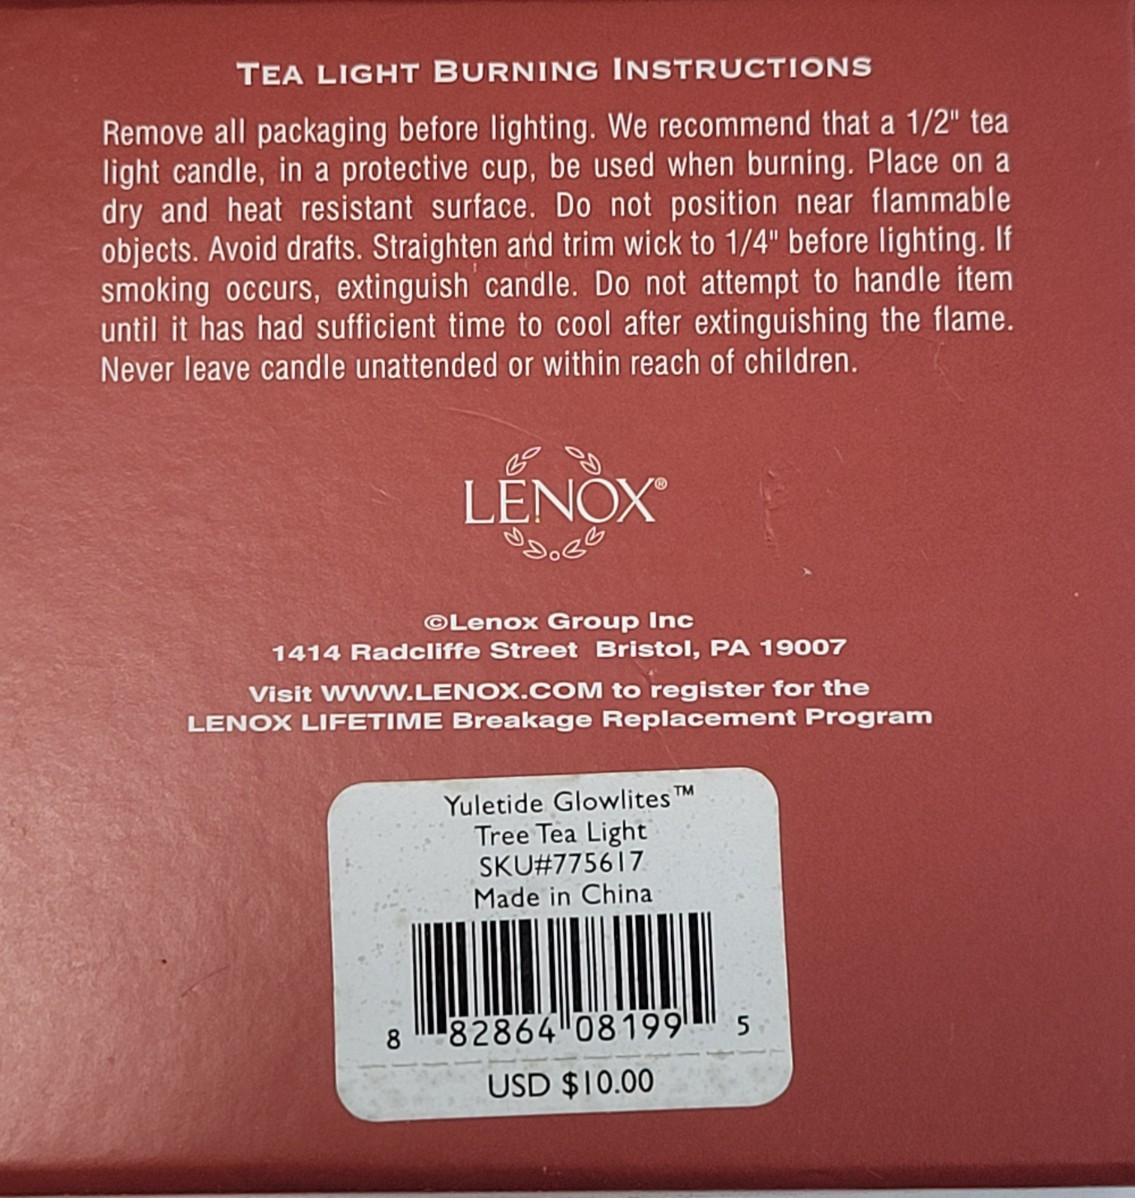 TEA LIGHT BURNING INSTRUCTIONS
Remove all packaging before lighting. We recommend that a 1/2" tea
light candle, in a protective cup, be used when burning. Place on a
dry and heat resistant surface. Do not position near flammable
objects. Avoid drafts. Straighten and trim wick to 1/4" before lighting. If
smoking occurs, extinguish candle. Do not attempt to handle item
until it has had sufficient time to cool after extinguishing the flame.
Never leave candle unattended or within reach of children.
LENOX®
©Lenox Group Inc
1414 Radcliffe Street Bristol, PA 19007
Visit WWW.LENOX.COM to register for the
LENOX LIFETIME Breakage Replacement Program
Yuletide Glowlites™
Tree Tea Light
SKU#775617
Made in China
8 82864 08199 5
USD $10.00